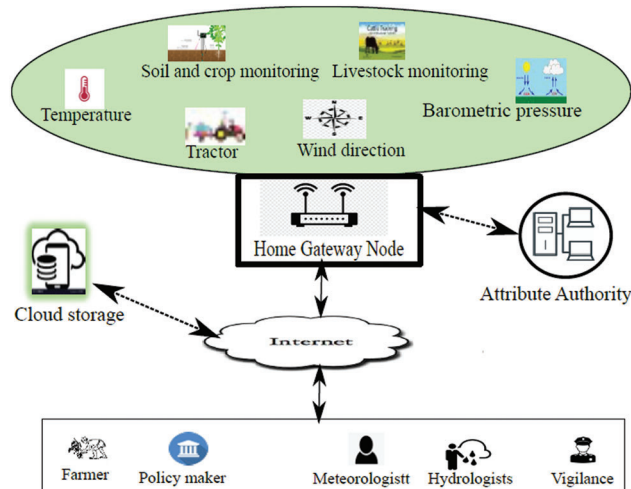 Soil and crop monitoring
Livestock monitoring
Temperature
Barometric pressure
Tractor
Wind direction
N
W
E
S
Home Gateway Node
Attribute Authority
Cloud storage
Internet
Farmer
Policy maker
Meteorologistt
Hydrologists
Vigilance